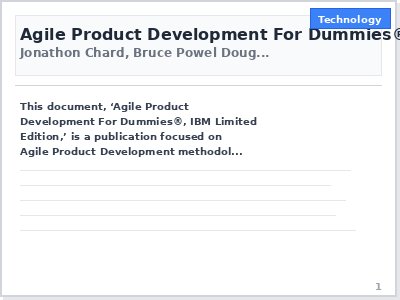 Technology
Agile Product Development For Dummies®
Jonathon Chard, Bruce Powel Doug...
This document, ‘Agile Product
Development For Dummies®, IBM Limited
Edition,’ is a publication focused on
Agile Product Development methodol...
1